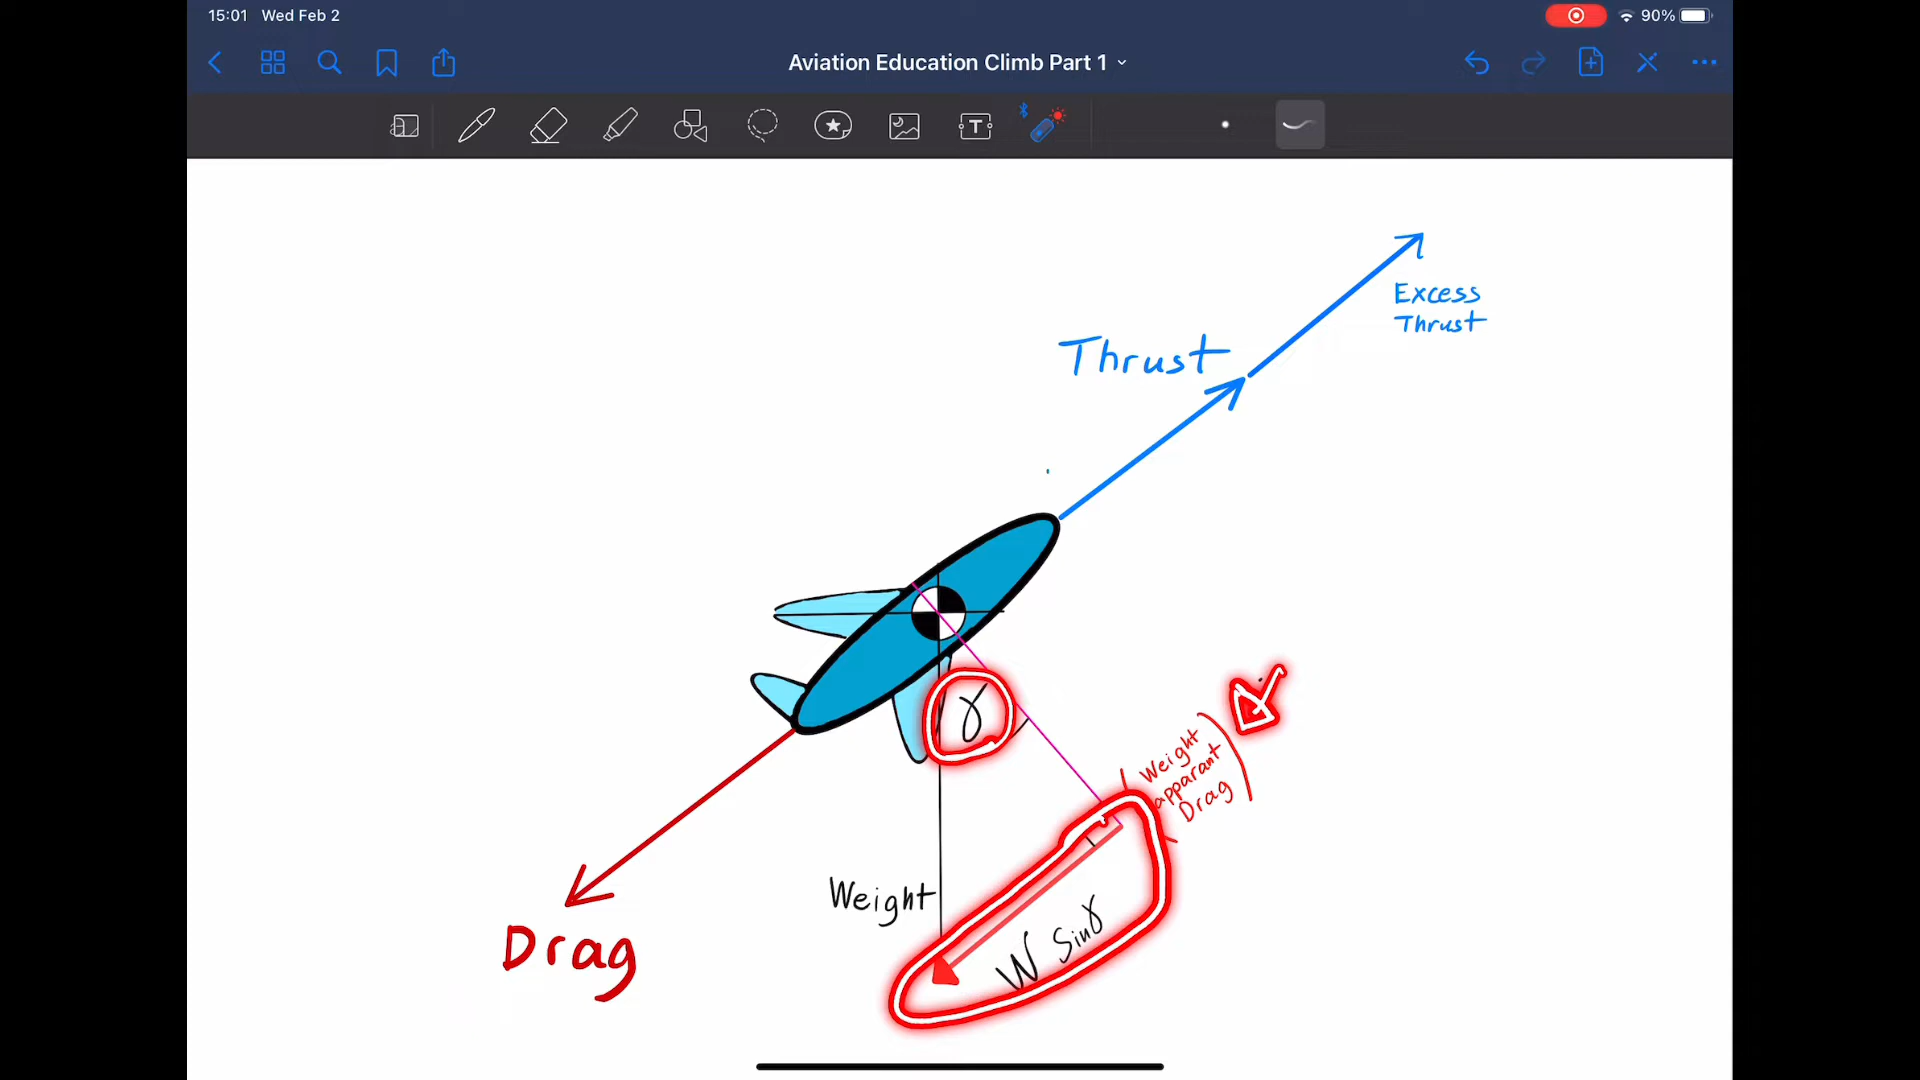 15:01 Wed Feb 2
90%
Aviation Education Climb Part 1
T
Excess
Thrust
Thrust
γ
(Weight
apparant
Drag)
Weight
W Sinγ
Drag